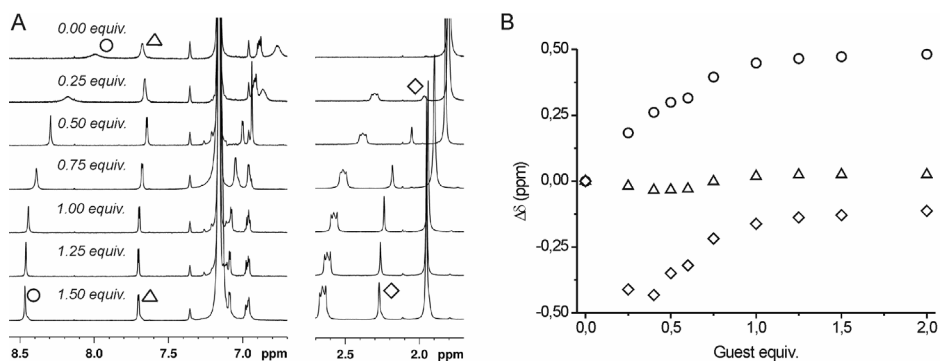 A
0.00 equiv.
0.25 equiv.
0.50 equiv.
0.75 equiv.
1.00 equiv.
1.25 equiv.
1.50 equiv.
8.5 8.0 7.5 7.0 ppm 2.5 2.0 ppm
B
Δδ (ppm)
0,50
0,25
0,00
-0,25
-0,50
0,0 0,5 1,0 1,5 2,0
Guest equiv.